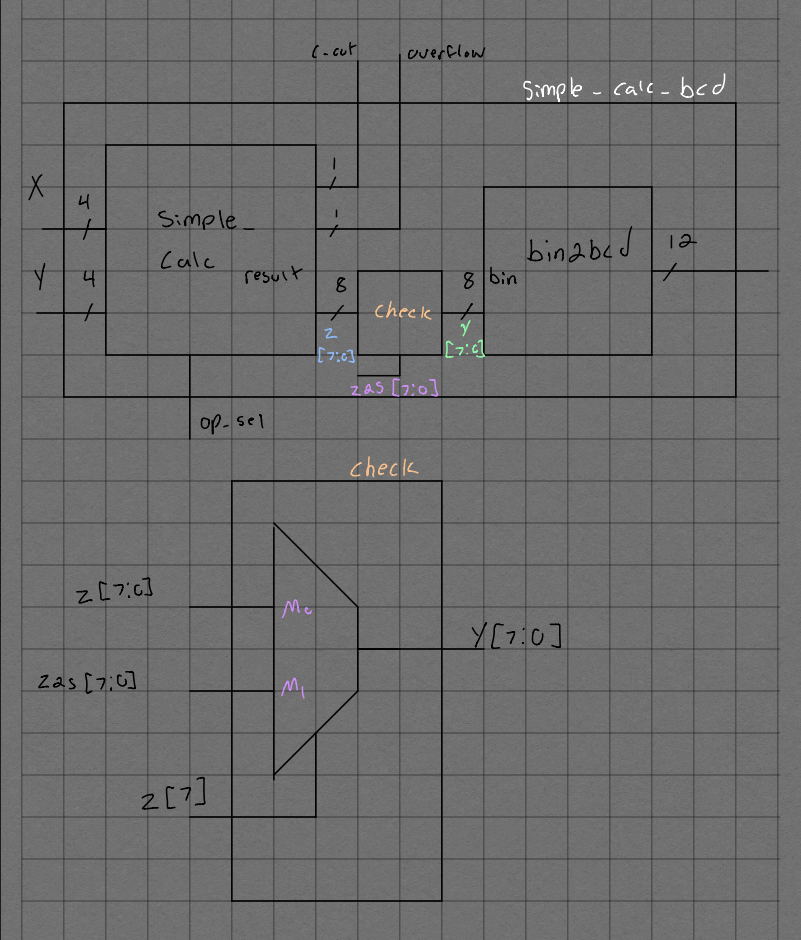 c-out
overflow
Simple_calc_bcd
X
4
1
Simple_
Calc
1
bin2bcd
12
Y
4
result
8
check
8
bin
z
[7:0]
y
[7:0]
zas[7:0]
op_sel
check
z[7:0]
M0
Y[7:0]
zas[7:0]
M1
z[7]